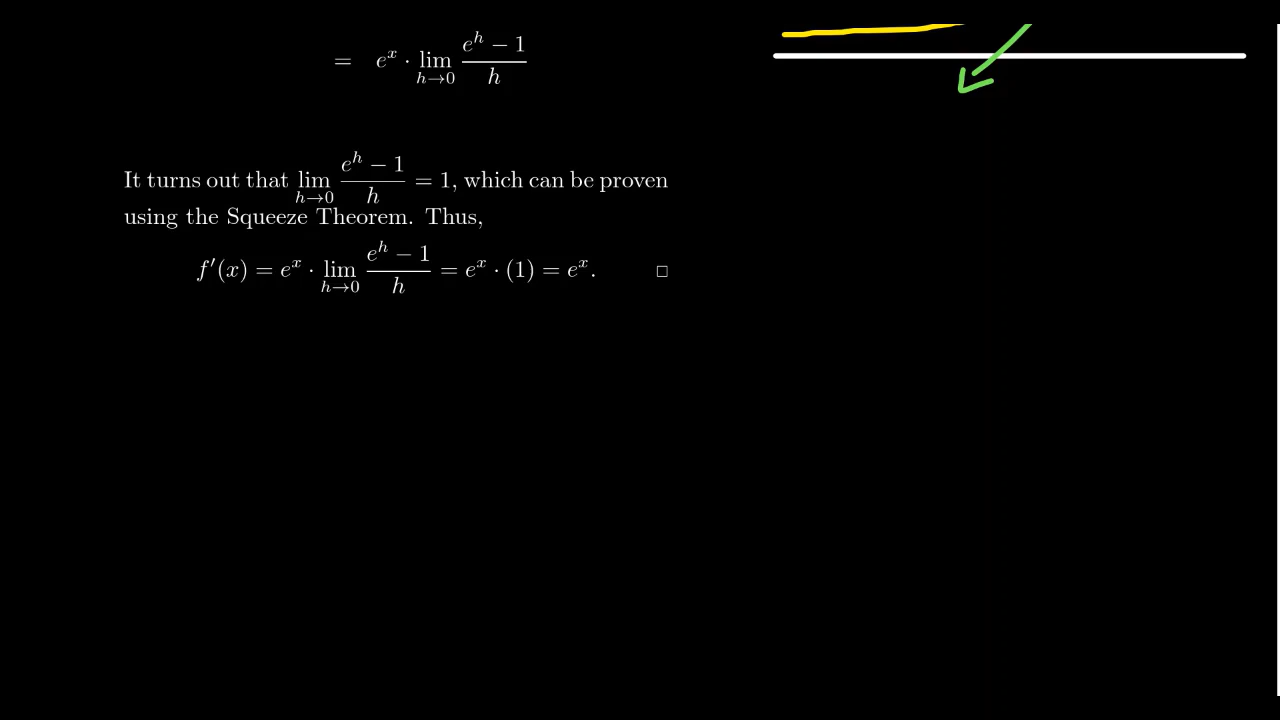 = e^x · lim_{h→0} (e^h − 1)/h
It turns out that lim_{h→0} (e^h − 1)/h = 1, which can be proven
using the Squeeze Theorem. Thus,
f′(x) = e^x · lim_{h→0} (e^h − 1)/h = e^x · (1) = e^x. □